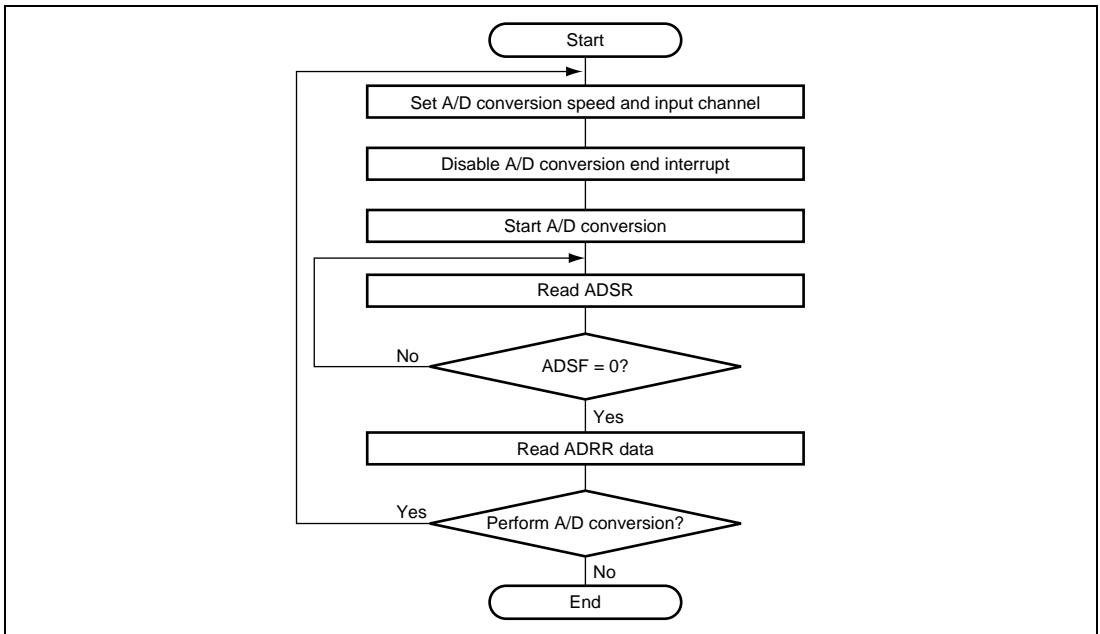 Start
Set A/D conversion speed and input channel
Disable A/D conversion end interrupt
Start A/D conversion
Read ADSR
No
ADSF = 0?
Yes
Read ADRR data
Yes
Perform A/D conversion?
No
End